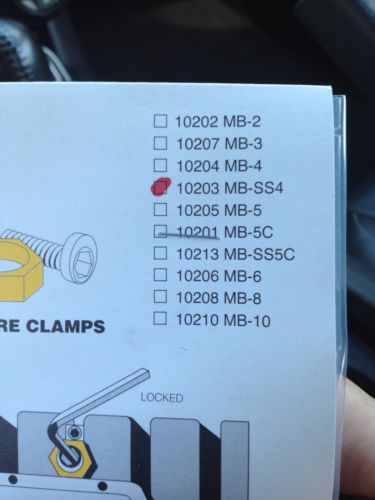 10202 MB-2
10207 MB-3
10204 MB-4
10203 MB-SS4
10205 MB-5
10201 MB-5C
10213 MB-SS5C
10206 MB-6
10208 MB-8
10210 MB-10
RE CLAMPS
LOCKED